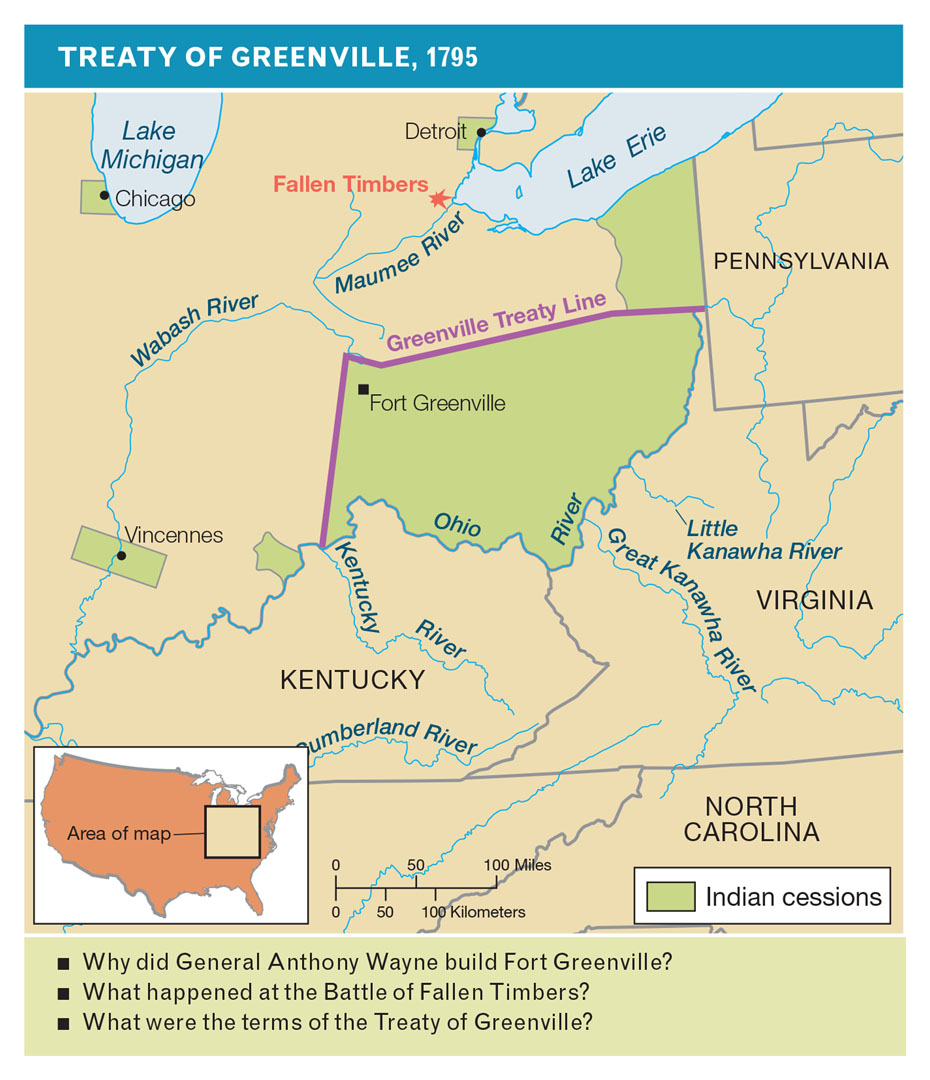 TREATY OF GREENVILLE, 1795
Lake
Michigan
Detroit
Lake Erie
Fallen Timbers
Chicago
Maumee River
PENNSYLVANIA
Wabash River
Greenville Treaty Line
Fort Greenville
Vincennes
Ohio
River
Little
Kanawha River
Great Kanawha River
Kentucky
River
VIRGINIA
KENTUCKY
Cumberland River
NORTH
CAROLINA
Area of map
0 50 100 Miles
0 50 100 Kilometers
Indian cessions
■ Why did General Anthony Wayne build Fort Greenville?
■ What happened at the Battle of Fallen Timbers?
■ What were the terms of the Treaty of Greenville?